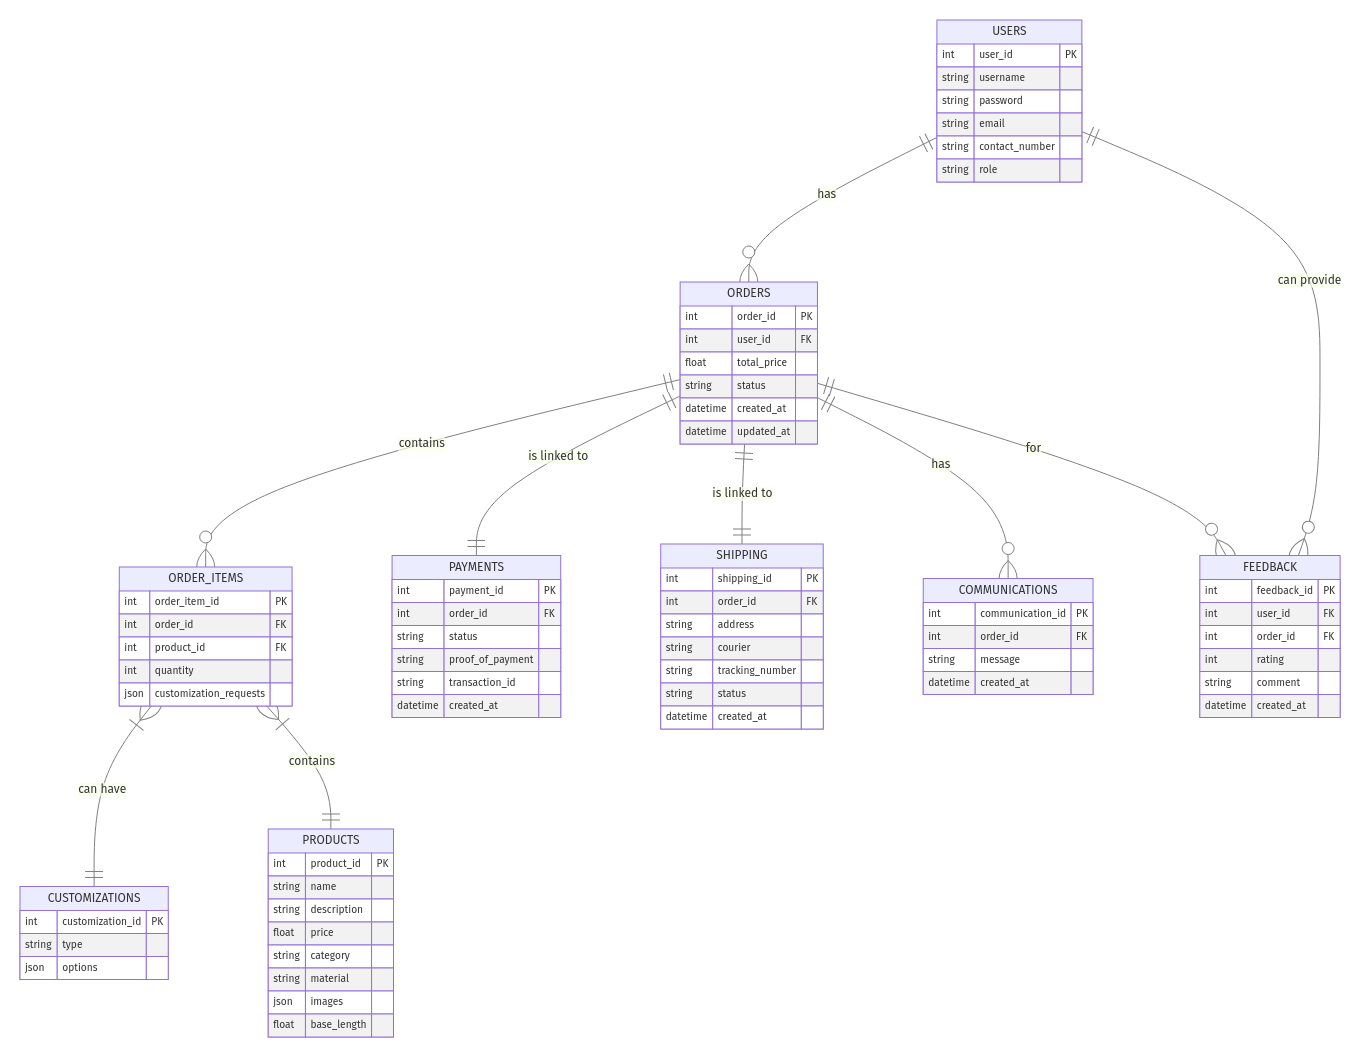 USERS
int user_id PK
string username
string password
string email
string contact_number
string role
has
can provide
ORDERS
int order_id PK
int user_id FK
float total_price
string status
datetime created_at
datetime updated_at
contains
is linked to
is linked to
has
for
ORDER_ITEMS
int order_item_id PK
int order_id FK
int product_id FK
int quantity
json customization_requests
PAYMENTS
int payment_id PK
int order_id FK
string status
string proof_of_payment
string transaction_id
datetime created_at
SHIPPING
int shipping_id PK
int order_id FK
string address
string courier
string tracking_number
string status
datetime created_at
COMMUNICATIONS
int communication_id PK
int order_id FK
string message
datetime created_at
FEEDBACK
int feedback_id PK
int user_id FK
int order_id FK
int rating
string comment
datetime created_at
can have
contains
CUSTOMIZATIONS
int customization_id PK
string type
json options
PRODUCTS
int product_id PK
string name
string description
float price
string category
string material
json images
float base_length